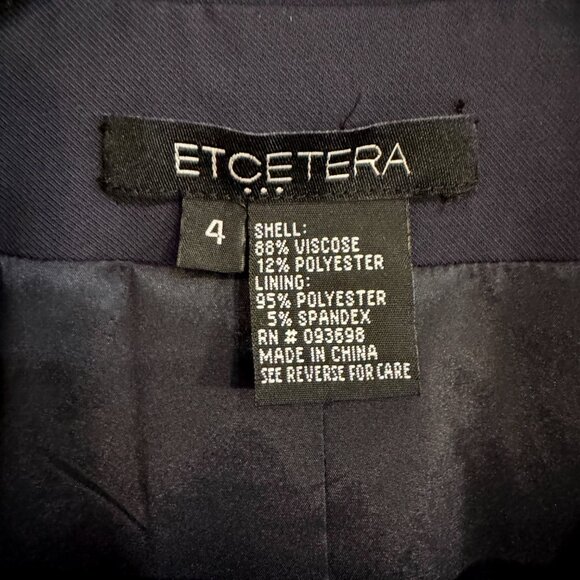 ETCETERA
4
SHELL:
88% VISCOSE
12% POLYESTER
LINING:
95% POLYESTER
5% SPANDEX
RN # 093698
MADE IN CHINA
SEE REVERSE FOR CARE